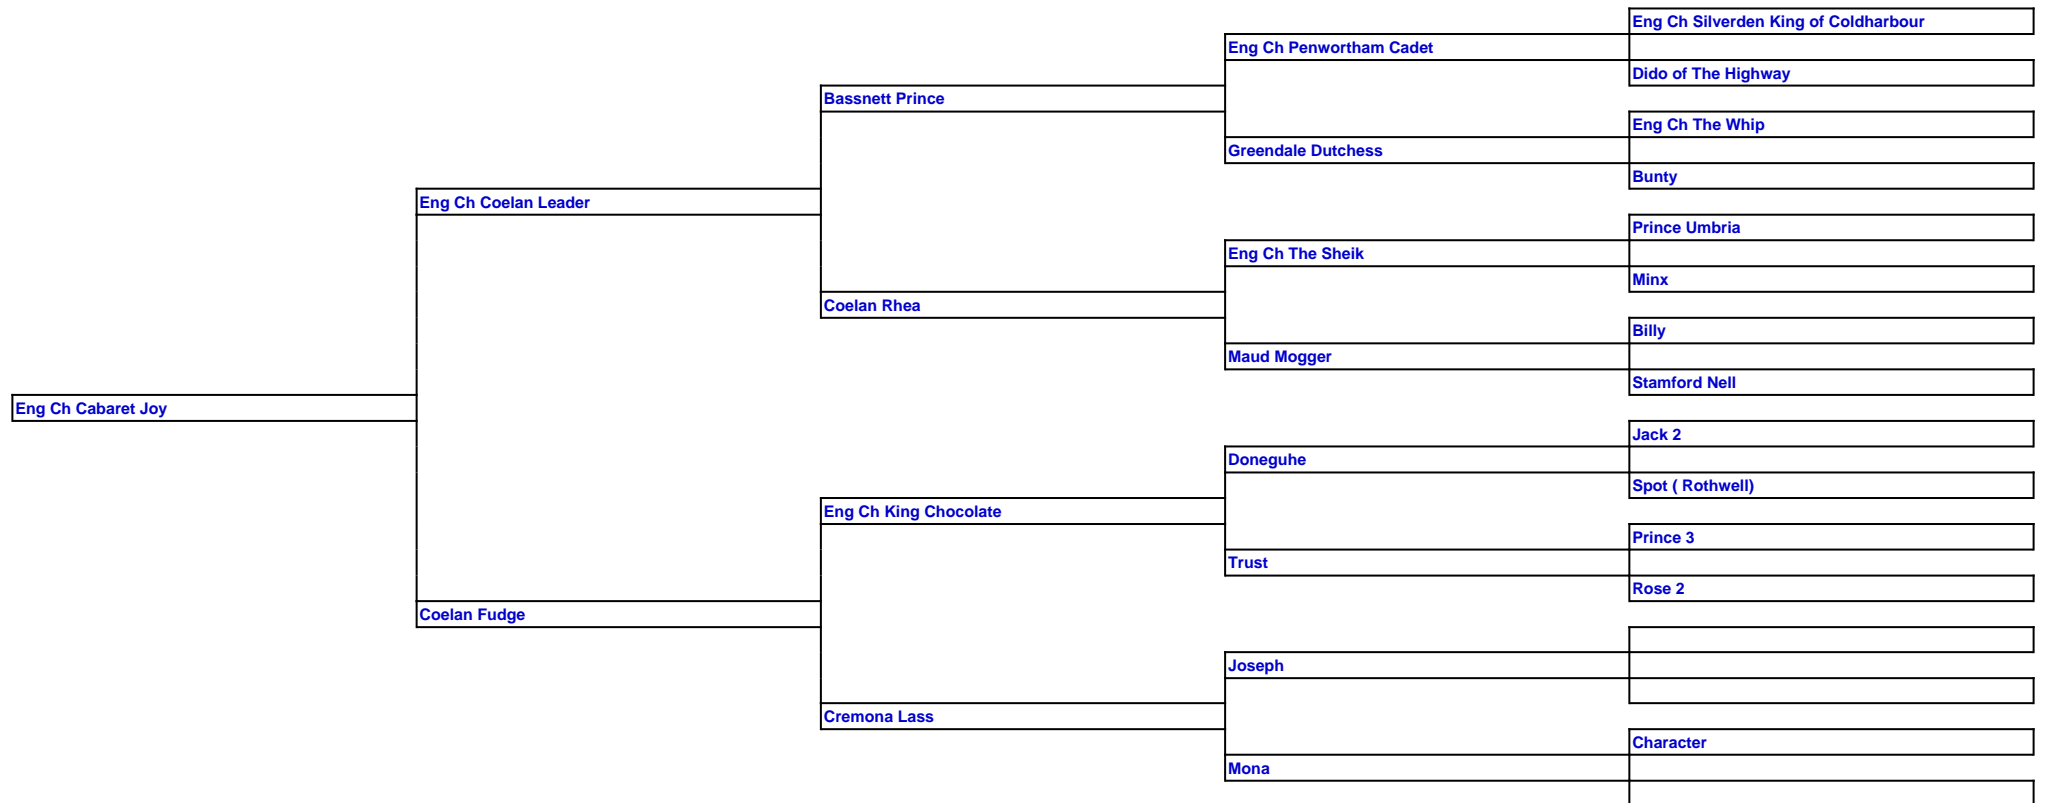 Eng Ch Silverden King of Coldharbour
Eng Ch Penwortham Cadet
Dido of The Highway
Bassnett Prince
Eng Ch The Whip
Greendale Dutchess
Bunty
Eng Ch Coelan Leader
Prince Umbria
Eng Ch The Sheik
Minx
Coelan Rhea
Billy
Maud Mogger
Stamford Nell
Eng Ch Cabaret Joy
Jack 2
Doneguhe
Spot ( Rothwell)
Eng Ch King Chocolate
Prince 3
Trust
Rose 2
Coelan Fudge
Joseph
Cremona Lass
Character
Mona